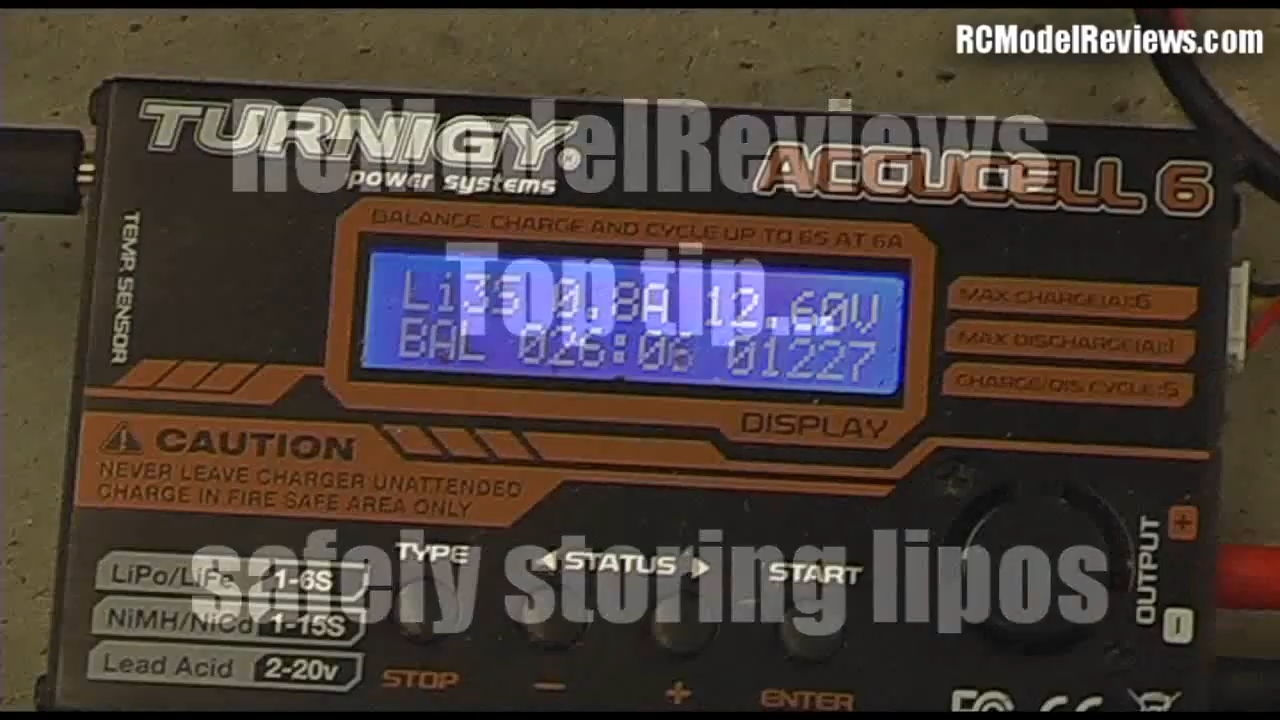 RCModelReviews.com
RCModelReviews
TURNIGY
power systems
ACCUCELL 6
BALANCE, CHARGE AND CYCLE UP TO 6S AT 6A
TEMP. SENSOR
Top tip...
Li3S 0.8A 12.60V
BAL 026:06 01227
MAX CHARGE(A):6
MAX DISCHARGE(A):1
CHARGE/DIS CYCLE:5
DISPLAY
CAUTION
NEVER LEAVE CHARGER UNATTENDED
CHARGE IN FIRE SAFE AREA ONLY
safely storing lipos
TYPE
STATUS
START
OUTPUT
+
LiPo/LiFe 1-6S
NiMH/NiCd 1-15S
Lead Acid 2-20v
STOP
−
+
ENTER
FC CE